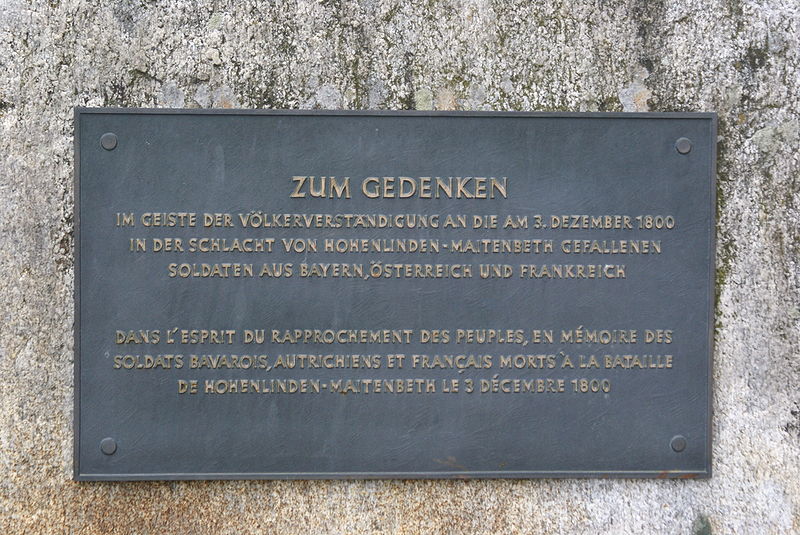 ZUM GEDENKEN
IM GEISTE DER VÖLKERVERSTÄNDIGUNG AN DIE AM 3. DEZEMBER 1800
IN DER SCHLACHT VON HOHENLINDEN-MAITENBETH GEFALLENEN
SOLDATEN AUS BAYERN, ÖSTERREICH UND FRANKREICH
DANS L'ESPRIT DU RAPPROCHEMENT DES PEUPLES, EN MÉMOIRE DES
SOLDATS BAVAROIS, AUTRICHIENS ET FRANÇAIS MORTS À LA BATAILLE
DE HOHENLINDEN-MAITENBETH LE 3 DÉCEMBRE 1800